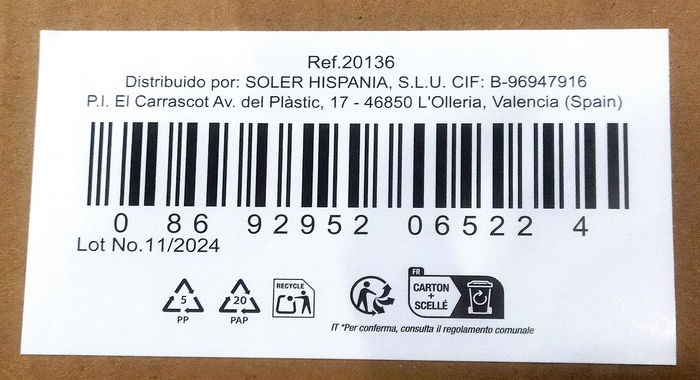 Ref.20136
Distribuido por: SOLER HISPANIA, S.L.U. CIF: B-96947916
P.I. El Carrascot Av. del Plàstic, 17 - 46850 L'Olleria, Valencia (Spain)
0 86 92952 06522 4
Lot No.11/2024
5
PP
20
PAP
RECYCLE
FR
CARTON
+
SCELLÉ
IT *Per conferma, consulta il regolamento comunale